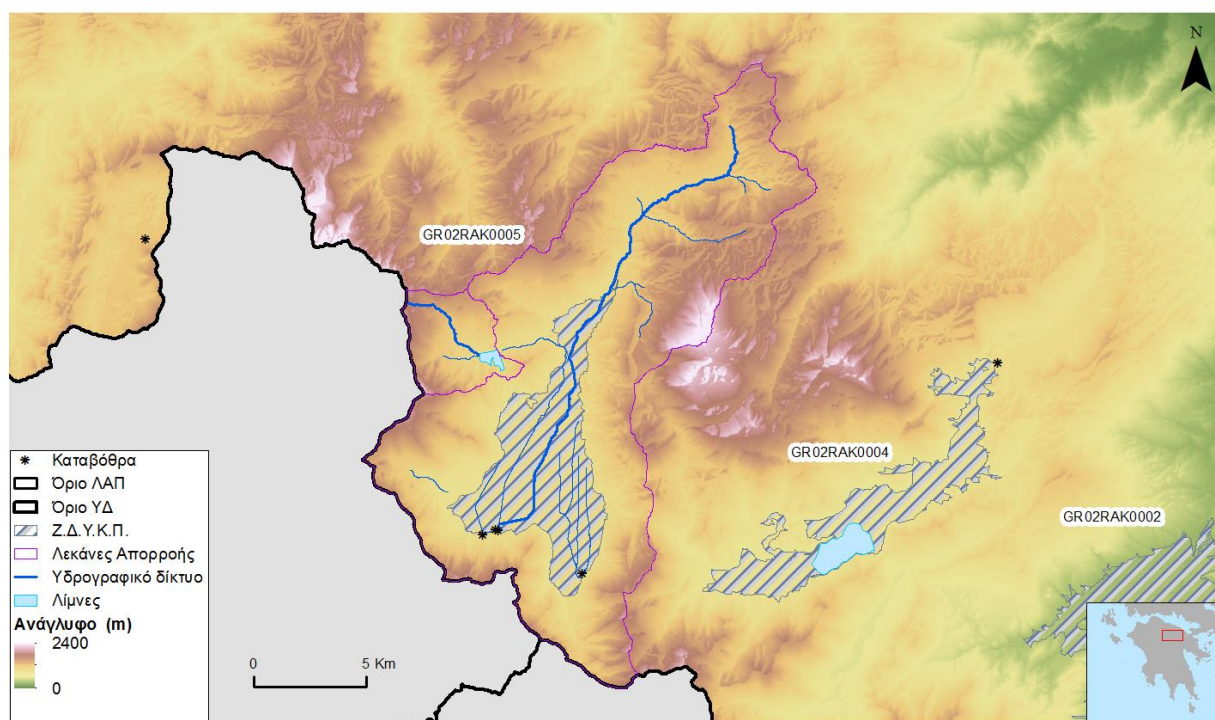 N
GR02RAK0005
GR02RAK0004
GR02RAK0002
Καταβόθρα
Όριο ΛΑΠ
Όριο ΥΔ
Ζ.Δ.Υ.Κ.Π.
Λεκάνες Απορροής
Υδρογραφικό δίκτυο
Λίμνες
Ανάγλυφο (m)
2400
0
0 5 Km